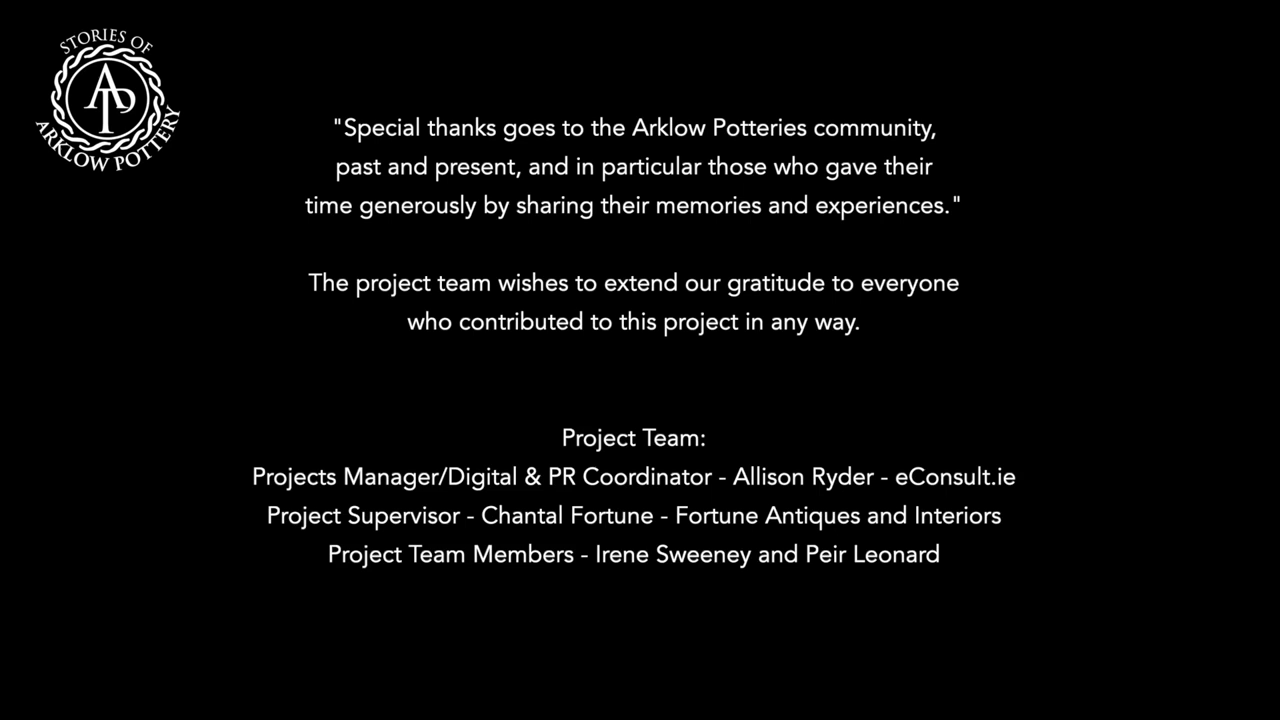 STORIES OF
AP
ARKLOW POTTERY
"Special thanks goes to the Arklow Potteries community,
past and present, and in particular those who gave their
time generously by sharing their memories and experiences."
The project team wishes to extend our gratitude to everyone
who contributed to this project in any way.
Project Team:
Projects Manager/Digital & PR Coordinator - Allison Ryder - eConsult.ie
Project Supervisor - Chantal Fortune - Fortune Antiques and Interiors
Project Team Members - Irene Sweeney and Peir Leonard